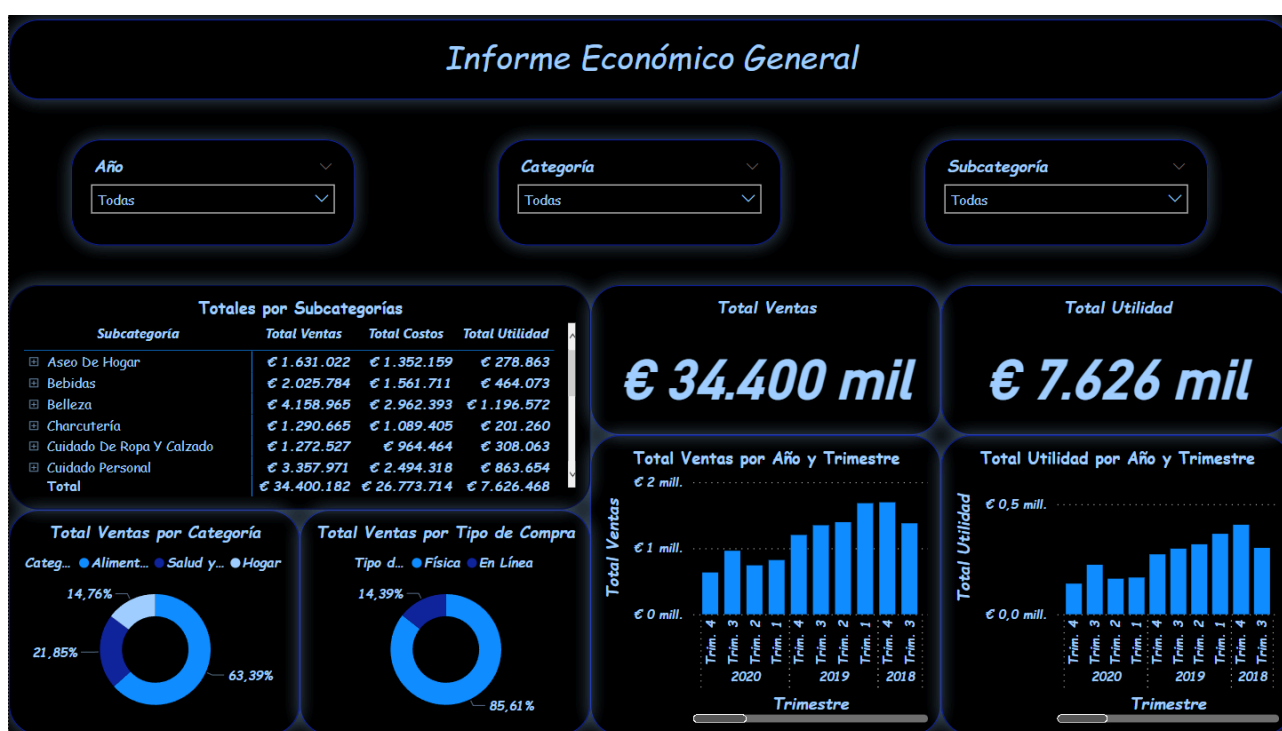 Informe Económico General
Año
Todas
Categoría
Todas
Subcategoría
Todas
Totales por Subcategorías
Subcategoría Total Ventas Total Costos Total Utilidad
Aseo De Hogar € 1.631.022 € 1.352.159 € 278.863
Bebidas € 2.025.784 € 1.561.711 € 464.073
Belleza € 4.158.965 € 2.962.393 € 1.196.572
Charcutería € 1.290.665 € 1.089.405 € 201.260
Cuidado De Ropa Y Calzado € 1.272.527 € 964.464 € 308.063
Cuidado Personal € 3.357.971 € 2.494.318 € 863.654
Total € 34.400.182 € 26.773.714 € 7.626.468
Total Ventas
€ 34.400 mil
Total Utilidad
€ 7.626 mil
Total Ventas por Categoría
Categ... Aliment... Salud y... Hogar
14,76%
21,85%
63,39%
Total Ventas por Tipo de Compra
Tipo d... Física En Línea
14,39%
85,61%
Total Ventas por Año y Trimestre
Total Ventas
€ 2 mill.
€ 1 mill.
€ 0 mill.
Trim. 4 Trim. 3 Trim. 2 Trim. 1 Trim. 4 Trim. 3 Trim. 2 Trim. 1 Trim. 4 Trim. 3
2020 2019 2018
Trimestre
Total Utilidad por Año y Trimestre
Total Utilidad
€ 0,5 mill.
€ 0,0 mill.
Trim. 4 Trim. 3 Trim. 2 Trim. 1 Trim. 4 Trim. 3 Trim. 2 Trim. 1 Trim. 4 Trim. 3
2020 2019 2018
Trimestre